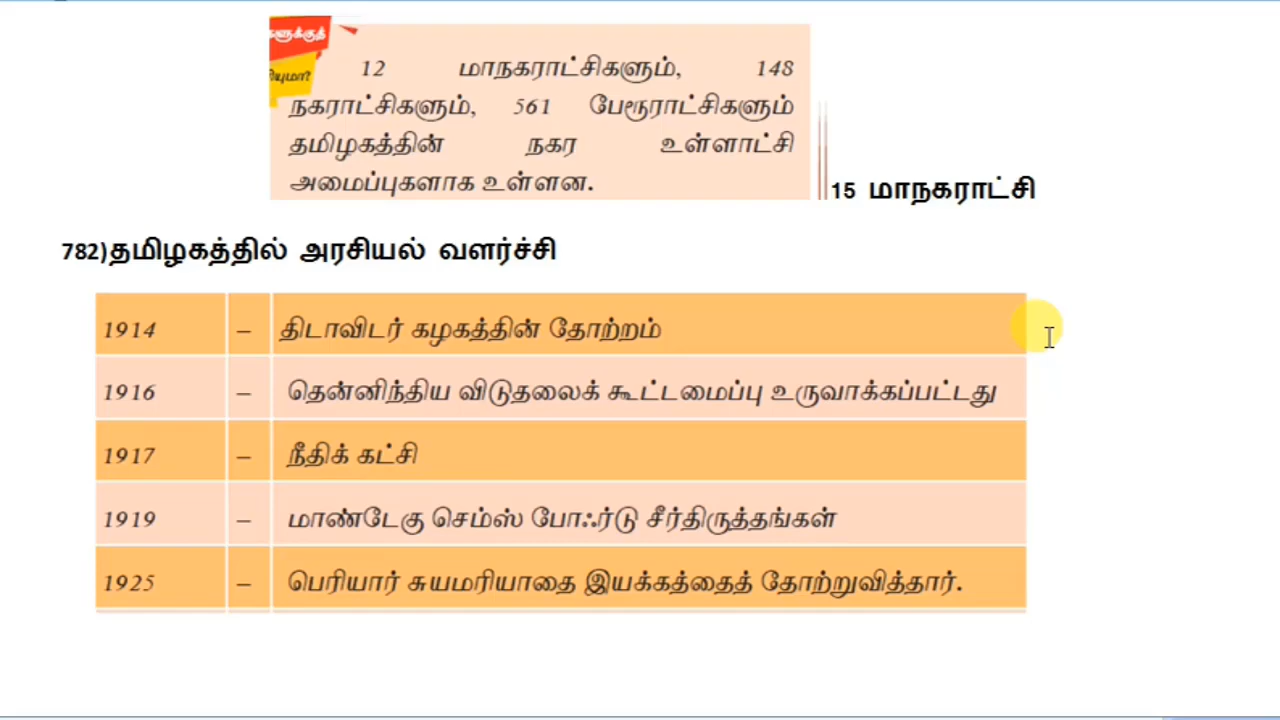 களுக்குத்
யுமா?
12 மாநகராட்சிகளும், 148
நகராட்சிகளும், 561 பேரூராட்சிகளும்
தமிழகத்தின் நகர உள்ளாட்சி
அமைப்புகளாக உள்ளன.
15 மாநகராட்சி
782)தமிழகத்தில் அரசியல் வளர்ச்சி
1914 – திடாவிடர் கழகத்தின் தோற்றம்
1916 – தென்னிந்திய விடுதலைக் கூட்டமைப்பு உருவாக்கப்பட்டது
1917 – நீதிக் கட்சி
1919 – மாண்டேகு செம்ஸ் போஃர்டு சீர்திருத்தங்கள்
1925 – பெரியார் சுயமரியாதை இயக்கத்தைத் தோற்றுவித்தார்.